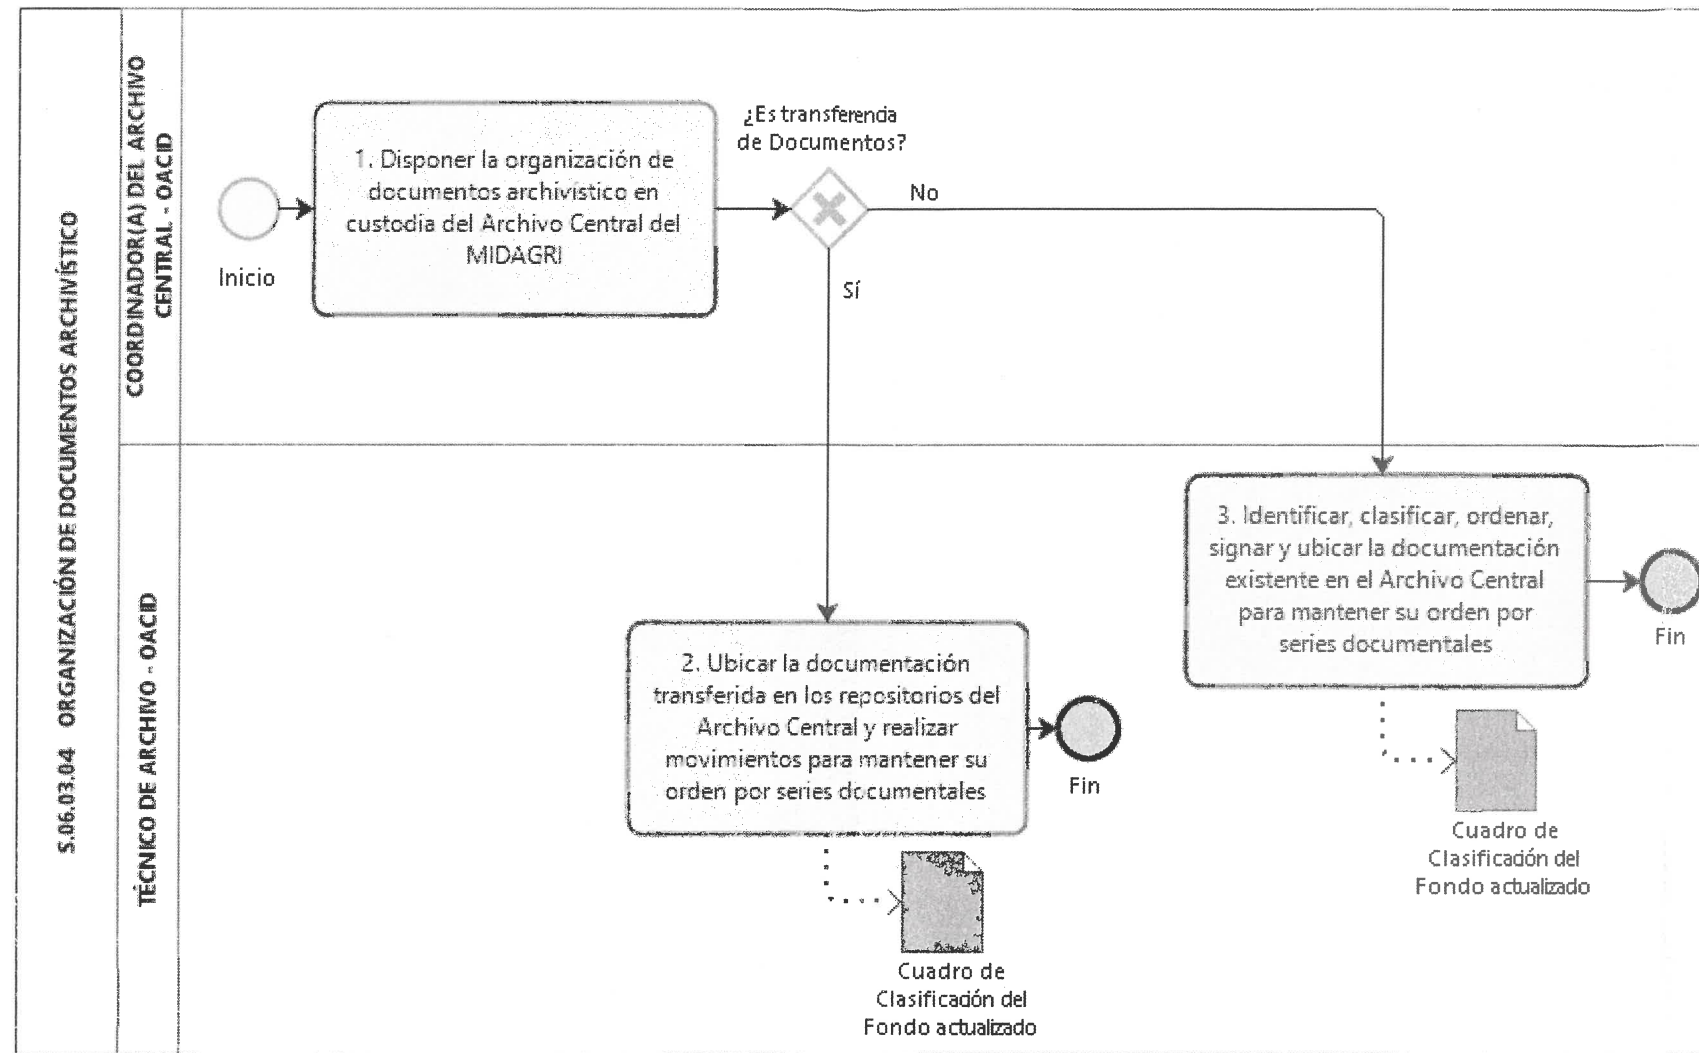 S.06.03.04 ORGANIZACIÓN DE DOCUMENTOS ARCHIVÍSTICO
COORDINADOR(A) DEL ARCHIVO
CENTRAL - OACID
Inicio
1. Disponer la organización de
documentos archivístico en
custodia del Archivo Central del
MIDAGRI
¿Es transferencia
de Documentos?
No
Sí
TÉCNICO DE ARCHIVO - OACID
2. Ubicar la documentación
transferida en los repositorios del
Archivo Central y realizar
movimientos para mantener su
orden por series documentales
Fin
Cuadro de
Clasificación del
Fondo actualizado
3. Identificar, clasificar, ordenar,
signar y ubicar la documentación
existente en el Archivo Central
para mantener su orden por
series documentales
Fin
Cuadro de
Clasificación del
Fondo actualizado